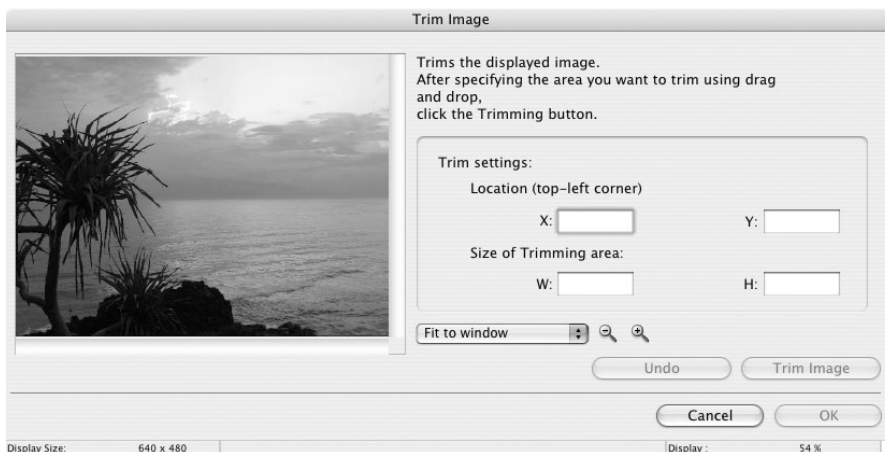 Trim Image
Trims the displayed image.
After specifying the area you want to trim using drag
and drop,
click the Trimming button.
Trim settings:
Location (top-left corner)
X:
Y:
Size of Trimming area:
W:
H:
Fit to window
Undo
Trim Image
Cancel
OK
Display Size: 640 x 480
Display : 54 %